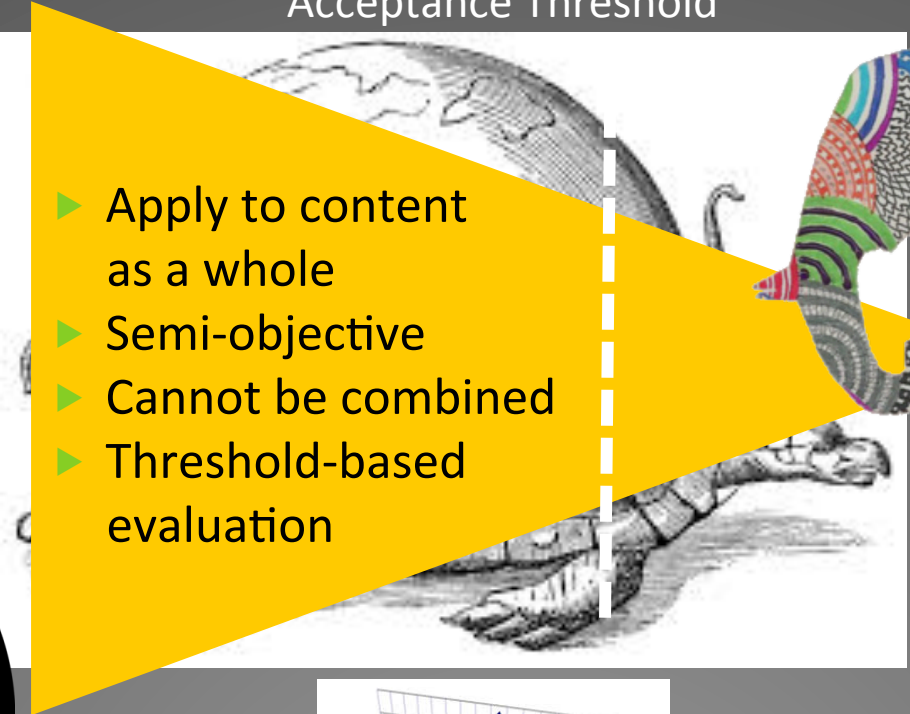 Acceptance Threshold
Apply to content
as a whole
Semi-objective
Cannot be combined
Threshold-based
evaluation